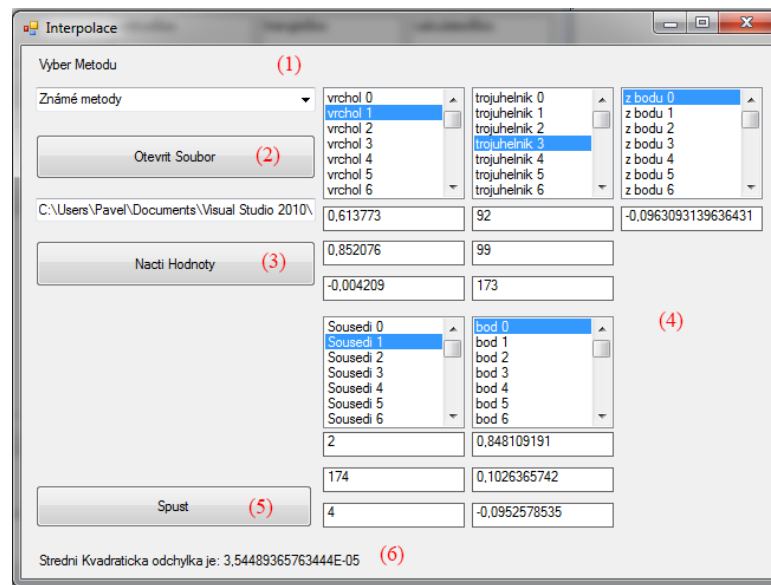 Interpolace
Vyber Metodu
(1)
Známé metody
Otevrit Soubor
(2)
C:\Users\Pavel\Documents\Visual Studio 2010\
Nacti Hodnoty
(3)
vrchol 0
vrchol 1
vrchol 2
vrchol 3
vrchol 4
vrchol 5
vrchol 6
0,613773
0,852076
-0,004209
trojuhelnik 0
trojuhelnik 1
trojuhelnik 2
trojuhelnik 3
trojuhelnik 4
trojuhelnik 5
trojuhelnik 6
92
99
173
z bodu 0
z bodu 1
z bodu 2
z bodu 3
z bodu 4
z bodu 5
z bodu 6
-0,0963093139636431
(4)
Sousedi 0
Sousedi 1
Sousedi 2
Sousedi 3
Sousedi 4
Sousedi 5
Sousedi 6
2
174
4
bod 0
bod 1
bod 2
bod 3
bod 4
bod 5
bod 6
0,848109191
0,1026365742
-0,0952578535
Spust
(5)
Stredni Kvadraticka odchylka je: 3,54489365763444E-05
(6)